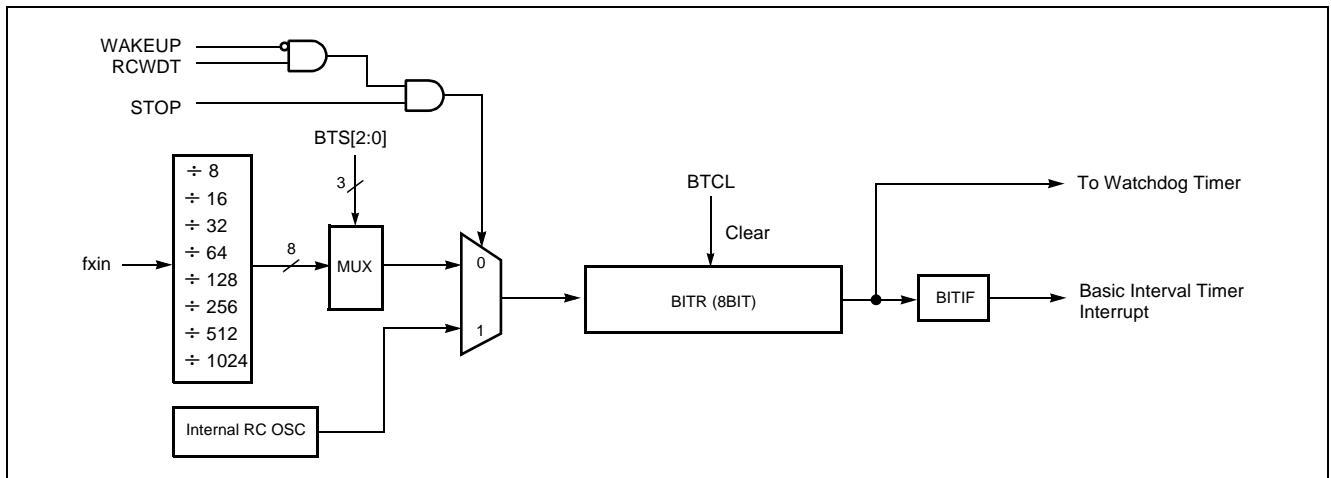 WAKEUP
RCWDT
STOP
BTS[2:0]
3
÷ 8
÷ 16
÷ 32
÷ 64
÷ 128
÷ 256
÷ 512
÷ 1024
fxin
8
MUX
0
1
Internal RC OSC
BTCL
Clear
BITR (8BIT)
To Watchdog Timer
BITIF
Basic Interval Timer
Interrupt